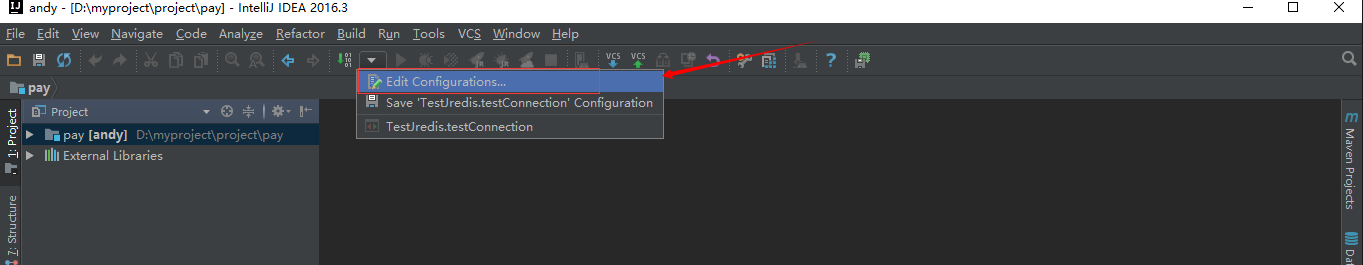 andy - [D:\myproject\project\pay] - IntelliJ IDEA 2016.3
File Edit View Navigate Code Analyze Refactor Build Run Tools VCS Window Help
VCS VCS
pay
Edit Configurations...
Save 'TestJredis.testConnection' Configuration
TestJredis.testConnection
Project
pay [andy] D:\myproject\project\pay
External Libraries
1: Project
7: Structure
m
Maven Projects